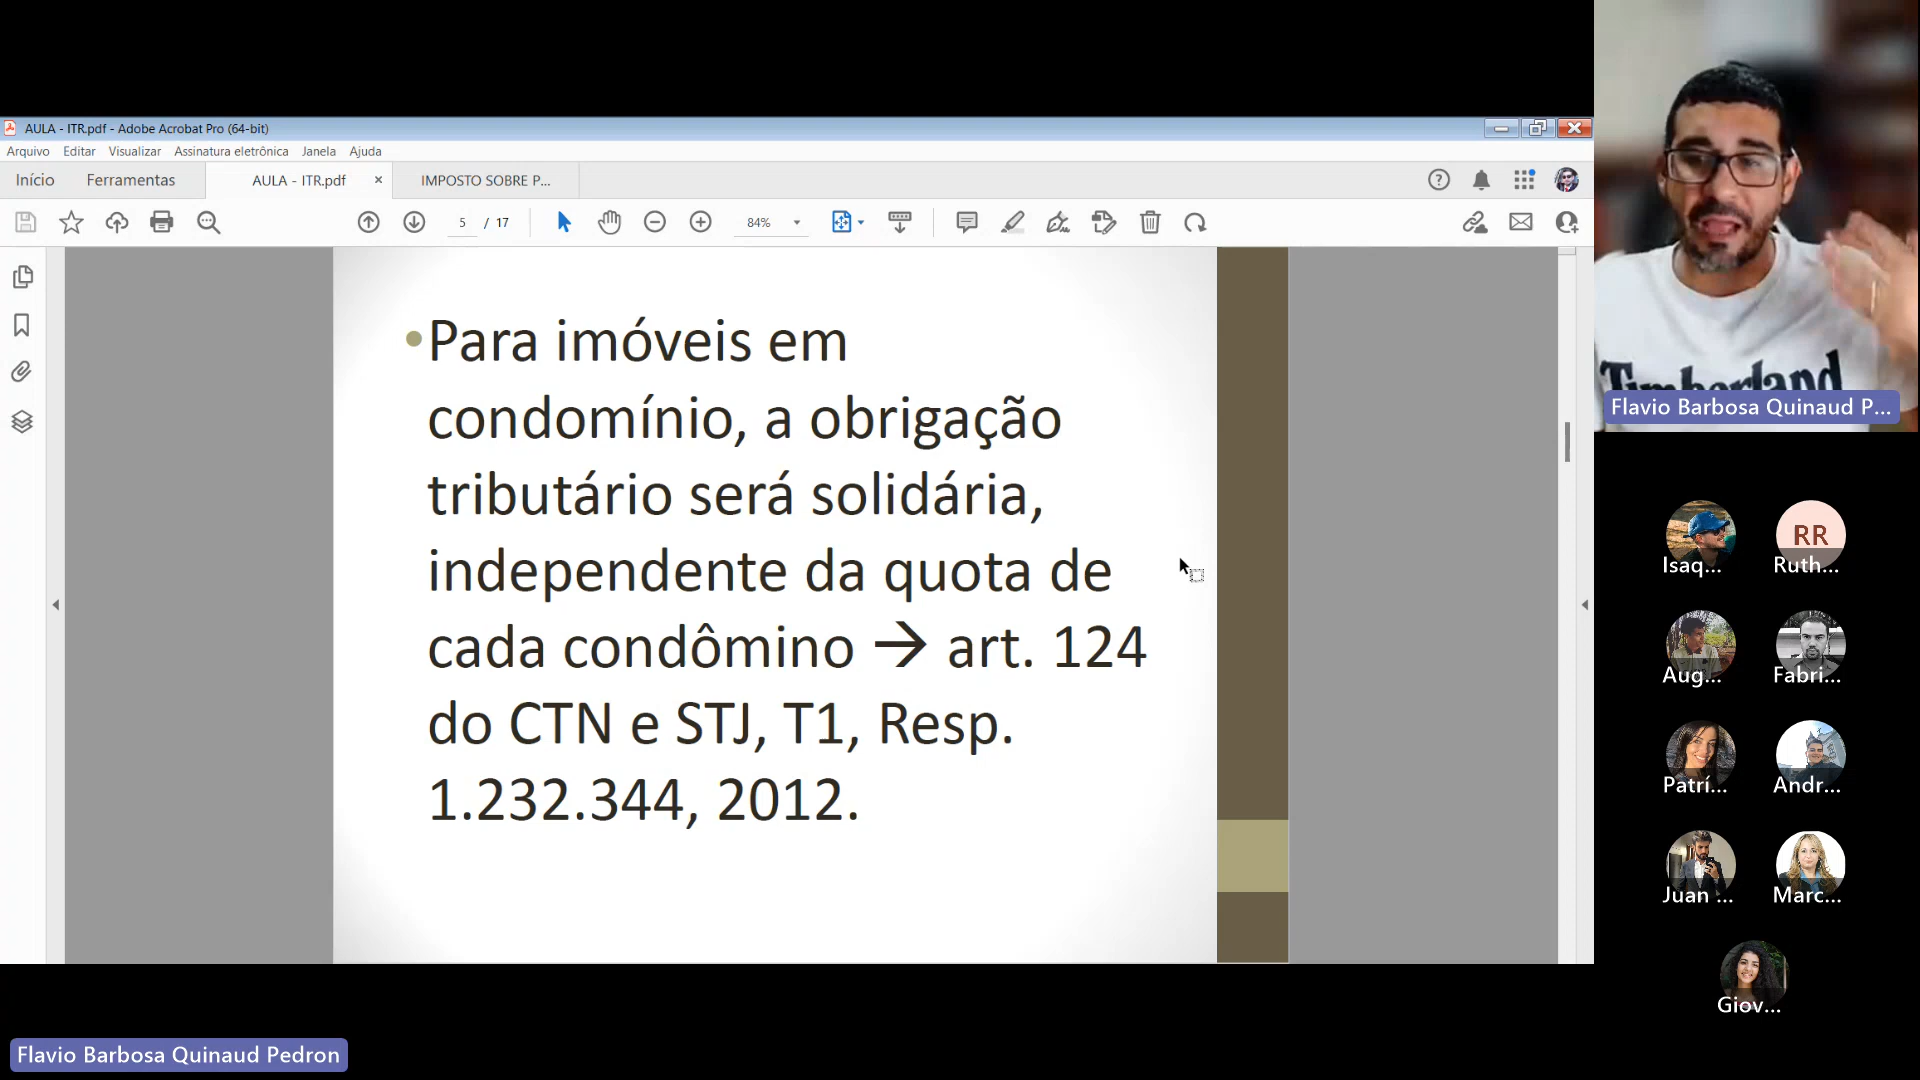 AULA - ITR.pdf - Adobe Acrobat Pro (64-bit)
Arquivo Editar Visualizar Assinatura eletrônica Janela Ajuda
Início Ferramentas AULA - ITR.pdf × IMPOSTO SOBRE P...
5 / 17 84%
•Para imóveis em
condomínio, a obrigação
tributário será solidária,
independente da quota de
cada condômino → art. 124
do CTN e STJ, T1, Resp.
1.232.344, 2012.
Timberland
Flavio Barbosa Quinaud P...
RR
Isaq... Ruth...
Aug... Fabri...
Patrí... Andr...
Juan ... Marc...
Giov...
Flavio Barbosa Quinaud Pedron